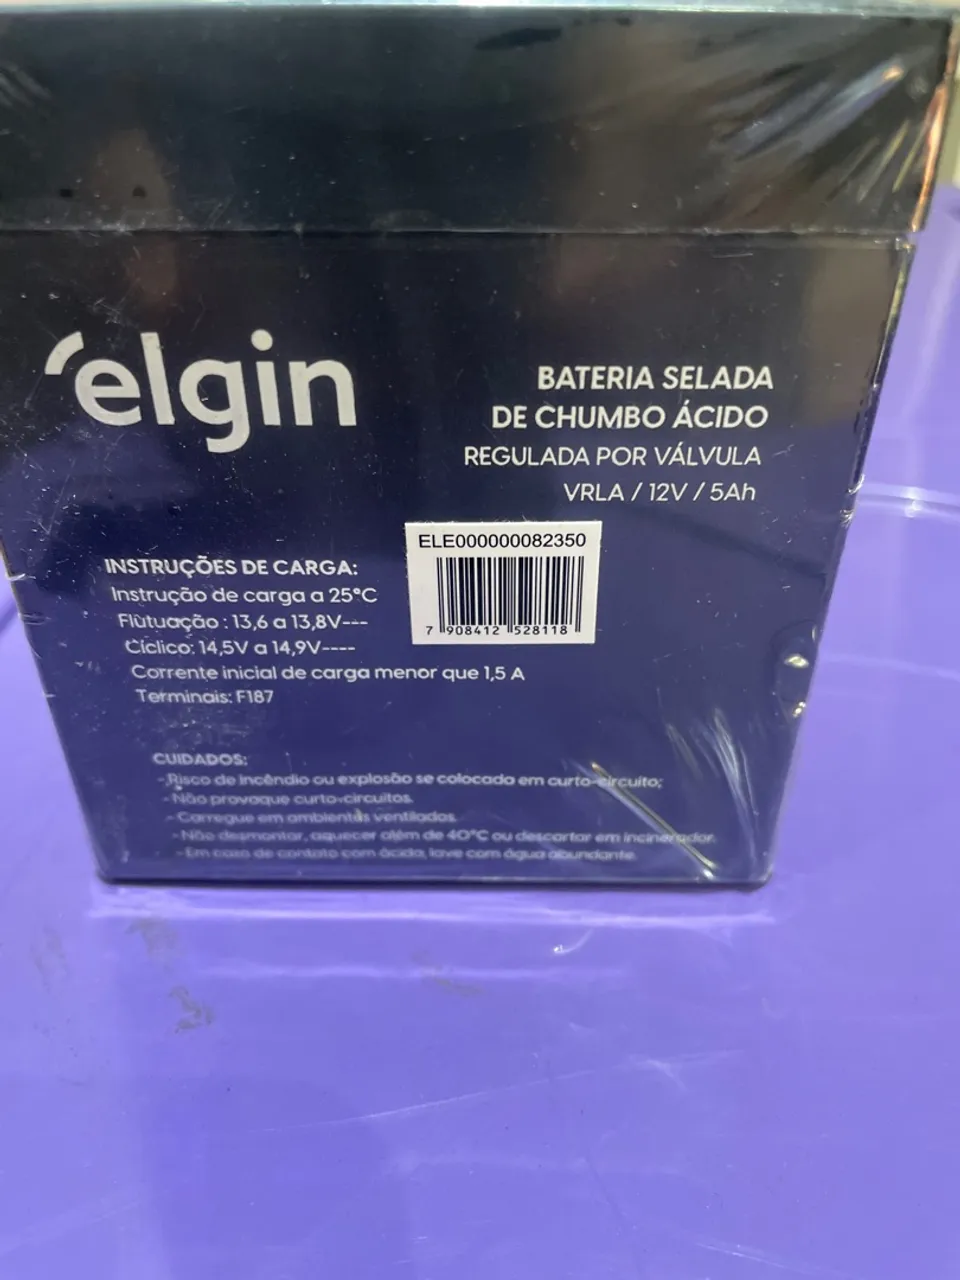 elgin
BATERIA SELADA
DE CHUMBO ÁCIDO
REGULADA POR VÁLVULA
VRLA / 12V / 5Ah
ELE000000082350
7 908412 528118
INSTRUÇÕES DE CARGA:
Instrução de carga a 25°C
Flutuação : 13,6 a 13,8V---
Cíclico: 14,5V a 14,9V----
Corrente inicial de carga menor que 1,5 A
Terminais: F187
CUIDADOS:
-Risco de incêndio ou explosão se colocada em curto-circuito;
-Não provoque curto-circuitos.
-Carregue em ambientes ventilados.
-Não desmontar, aquecer além de 40°C ou descartar em incinerador.
-Em caso de contato com ácido, lave com água abundante.